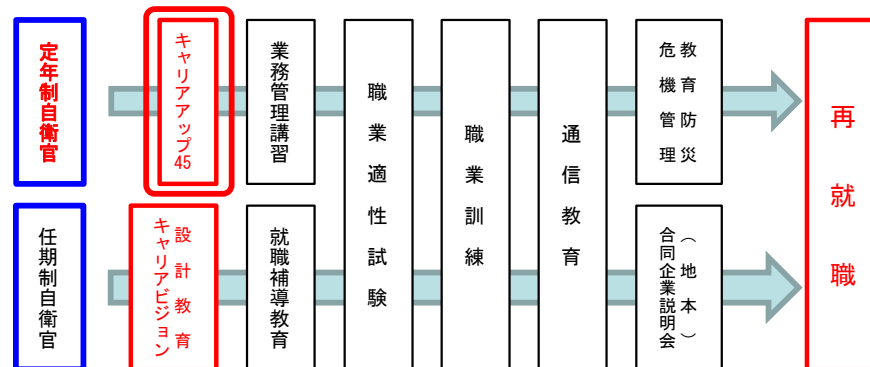 定年制自衛官
キャリアアップ45
業務管理講習
職業適性試験
職業訓練
通信教育
教育防災
危機管理
再就職
任期制自衛官
設計教育
キャリアビジョン
就職補導教育
（地本）
合同企業説明会